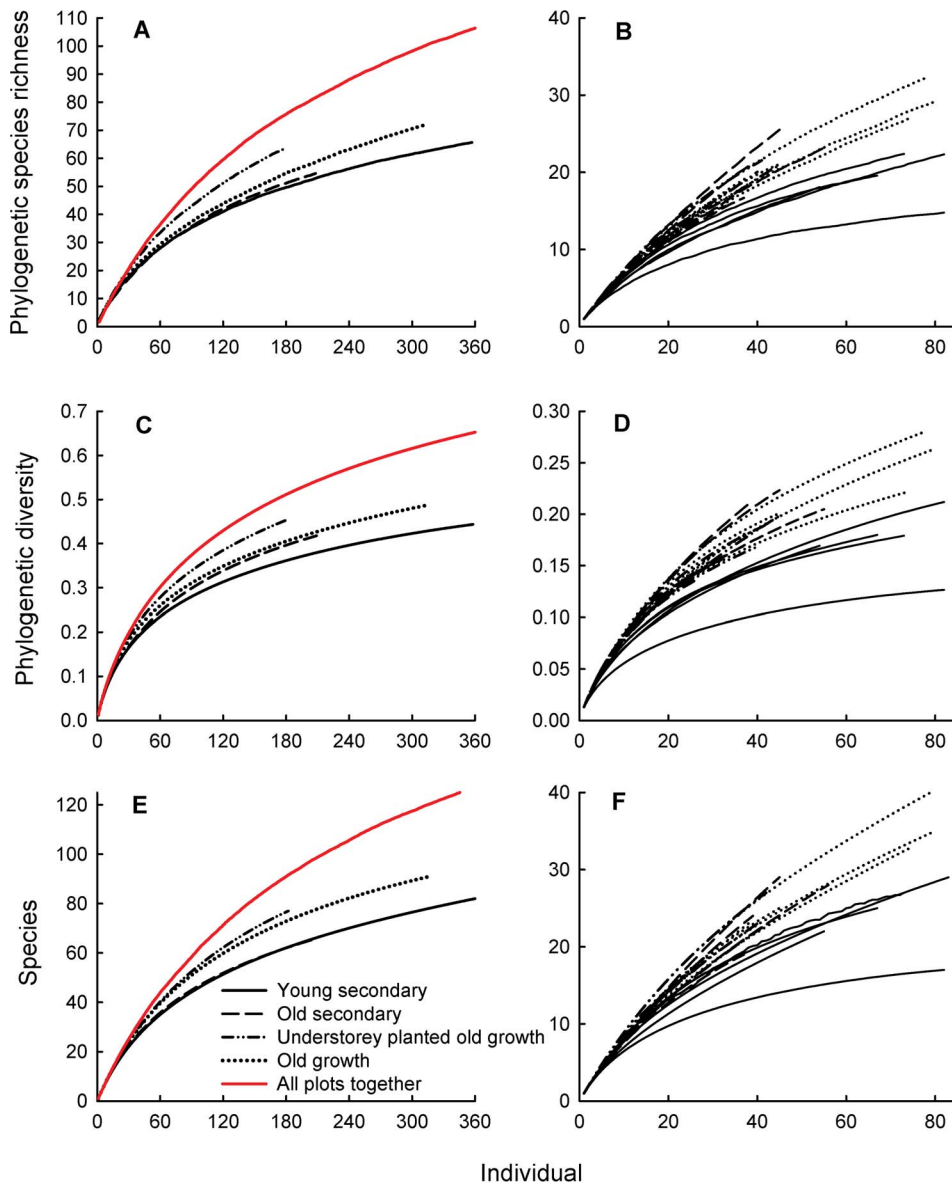 A
Phylogenetic species richness
110
100
90
80
70
60
50
40
30
20
10
0
0 60 120 180 240 300 360
B
40
30
20
10
0
0 20 40 60 80
C
Phylogenetic diversity
0.7
0.6
0.5
0.4
0.3
0.2
0.1
0.0
0 60 120 180 240 300 360
D
0.30
0.25
0.20
0.15
0.10
0.05
0.00
0 20 40 60 80
E
Species
120
100
80
60
40
20
0
0 60 120 180 240 300 360
Young secondary
Old secondary
Understorey planted old growth
Old growth
All plots together
F
40
30
20
10
0
0 20 40 60 80
Individual